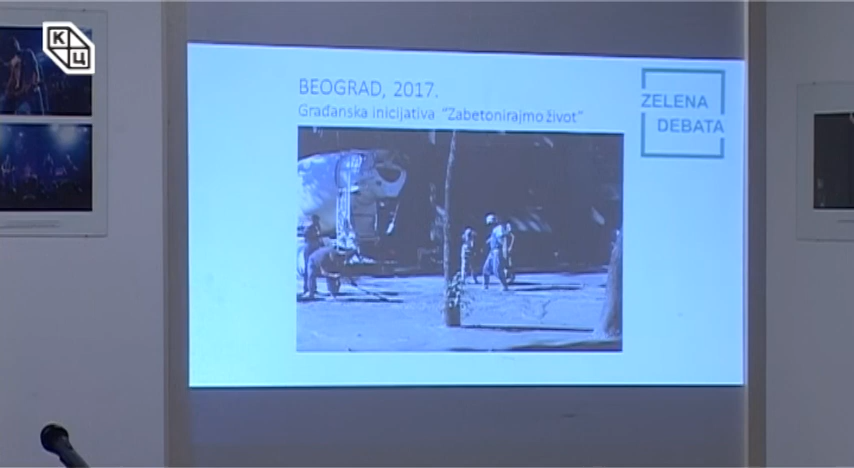 КЦ
BEOGRAD, 2017.
Građanska inicijativa "Zabetonirajmo život"
ZELENA
DEBATA